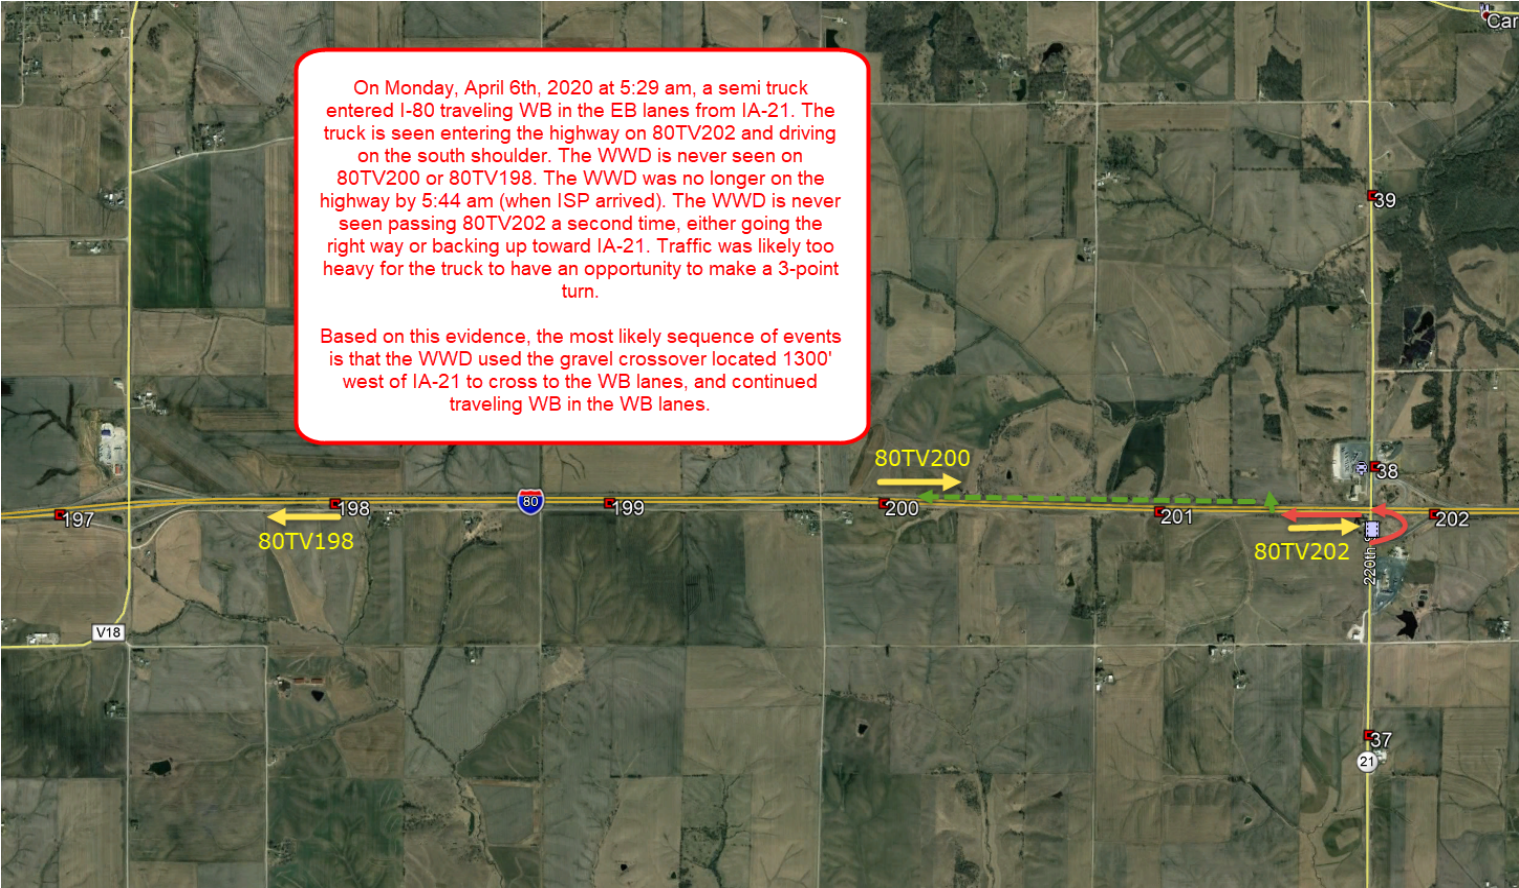 Car
On Monday, April 6th, 2020 at 5:29 am, a semi truck
entered I-80 traveling WB in the EB lanes from IA-21. The
truck is seen entering the highway on 80TV202 and driving
on the south shoulder. The WWD is never seen on
80TV200 or 80TV198. The WWD was no longer on the
highway by 5:44 am (when ISP arrived). The WWD is never
seen passing 80TV202 a second time, either going the
right way or backing up toward IA-21. Traffic was likely too
heavy for the truck to have an opportunity to make a 3-point
turn.
Based on this evidence, the most likely sequence of events
is that the WWD used the gravel crossover located 1300'
west of IA-21 to cross to the WB lanes, and continued
traveling WB in the WB lanes.
39
80TV200
38
197
198
80
199
200
201
202
80TV198
80TV202
220th
V18
37
21